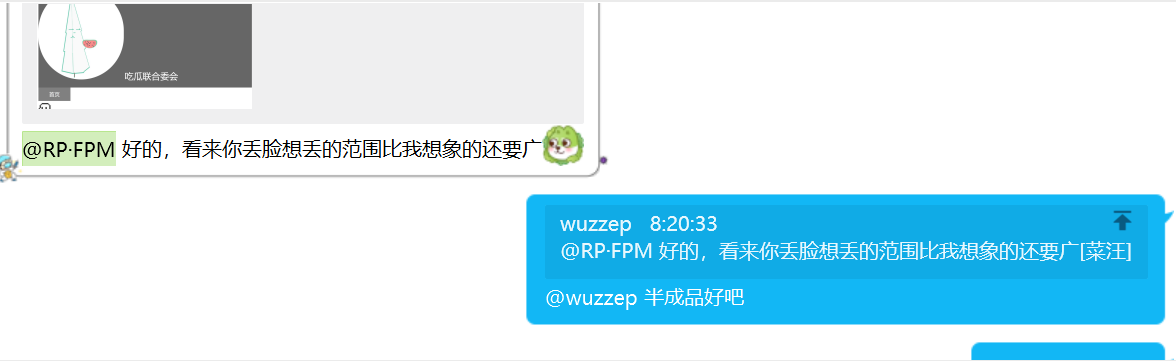 吃瓜联合委会
首页
@RP·FPM 好的，看来你丢脸想丢的范围比我想象的还要广
wuzzep 8:20:33
@RP·FPM 好的，看来你丢脸想丢的范围比我想象的还要广[菜汪]
@wuzzep 半成品好吧